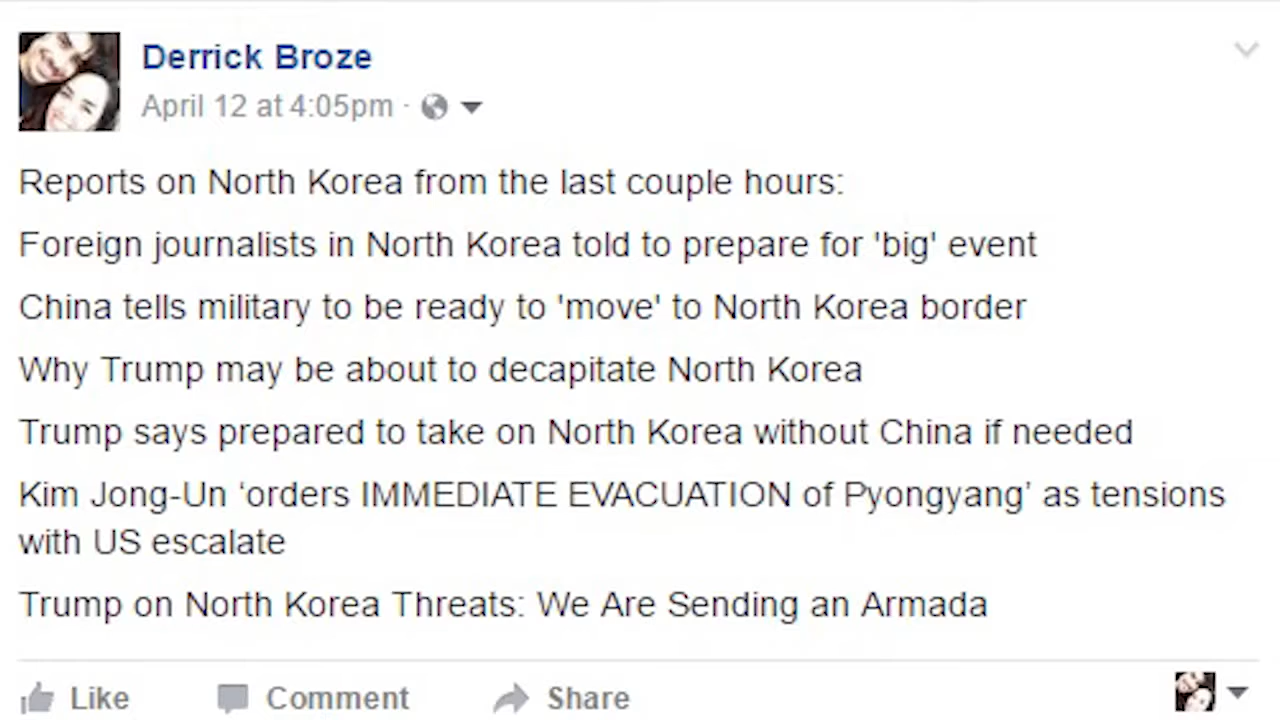 Derrick Broze
April 12 at 4:05pm ·
Reports on North Korea from the last couple hours:
Foreign journalists in North Korea told to prepare for 'big' event
China tells military to be ready to 'move' to North Korea border
Why Trump may be about to decapitate North Korea
Trump says prepared to take on North Korea without China if needed
Kim Jong-Un ‘orders IMMEDIATE EVACUATION of Pyongyang’ as tensions
with US escalate
Trump on North Korea Threats: We Are Sending an Armada
Like Comment Share